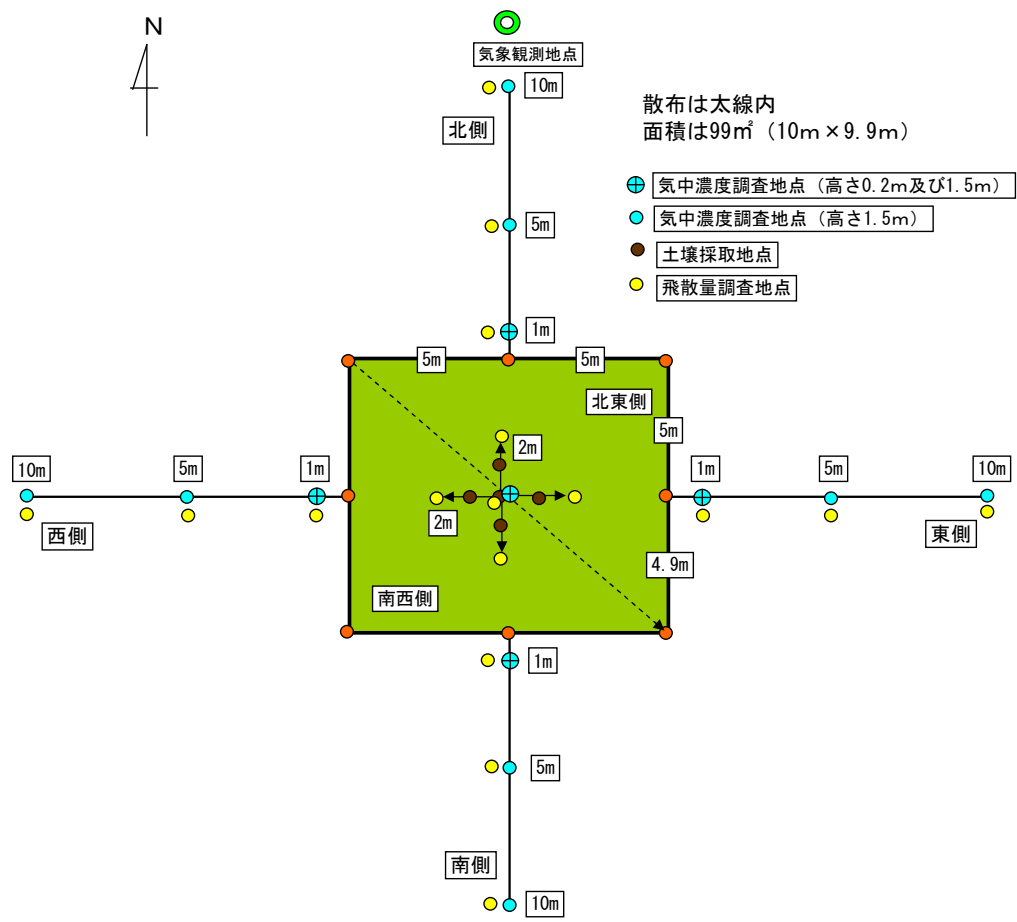 N
気象観測地点
10m
北側
散布は太線内
面積は99㎡（10m×9.9m）
気中濃度調査地点（高さ0.2m及び1.5m）
気中濃度調査地点（高さ1.5m）
土壌採取地点
飛散量調査地点
5m
1m
5m
5m
北東側
5m
2m
10m
5m
1m
1m
5m
10m
2m
西側
東側
4.9m
南西側
1m
5m
南側
10m